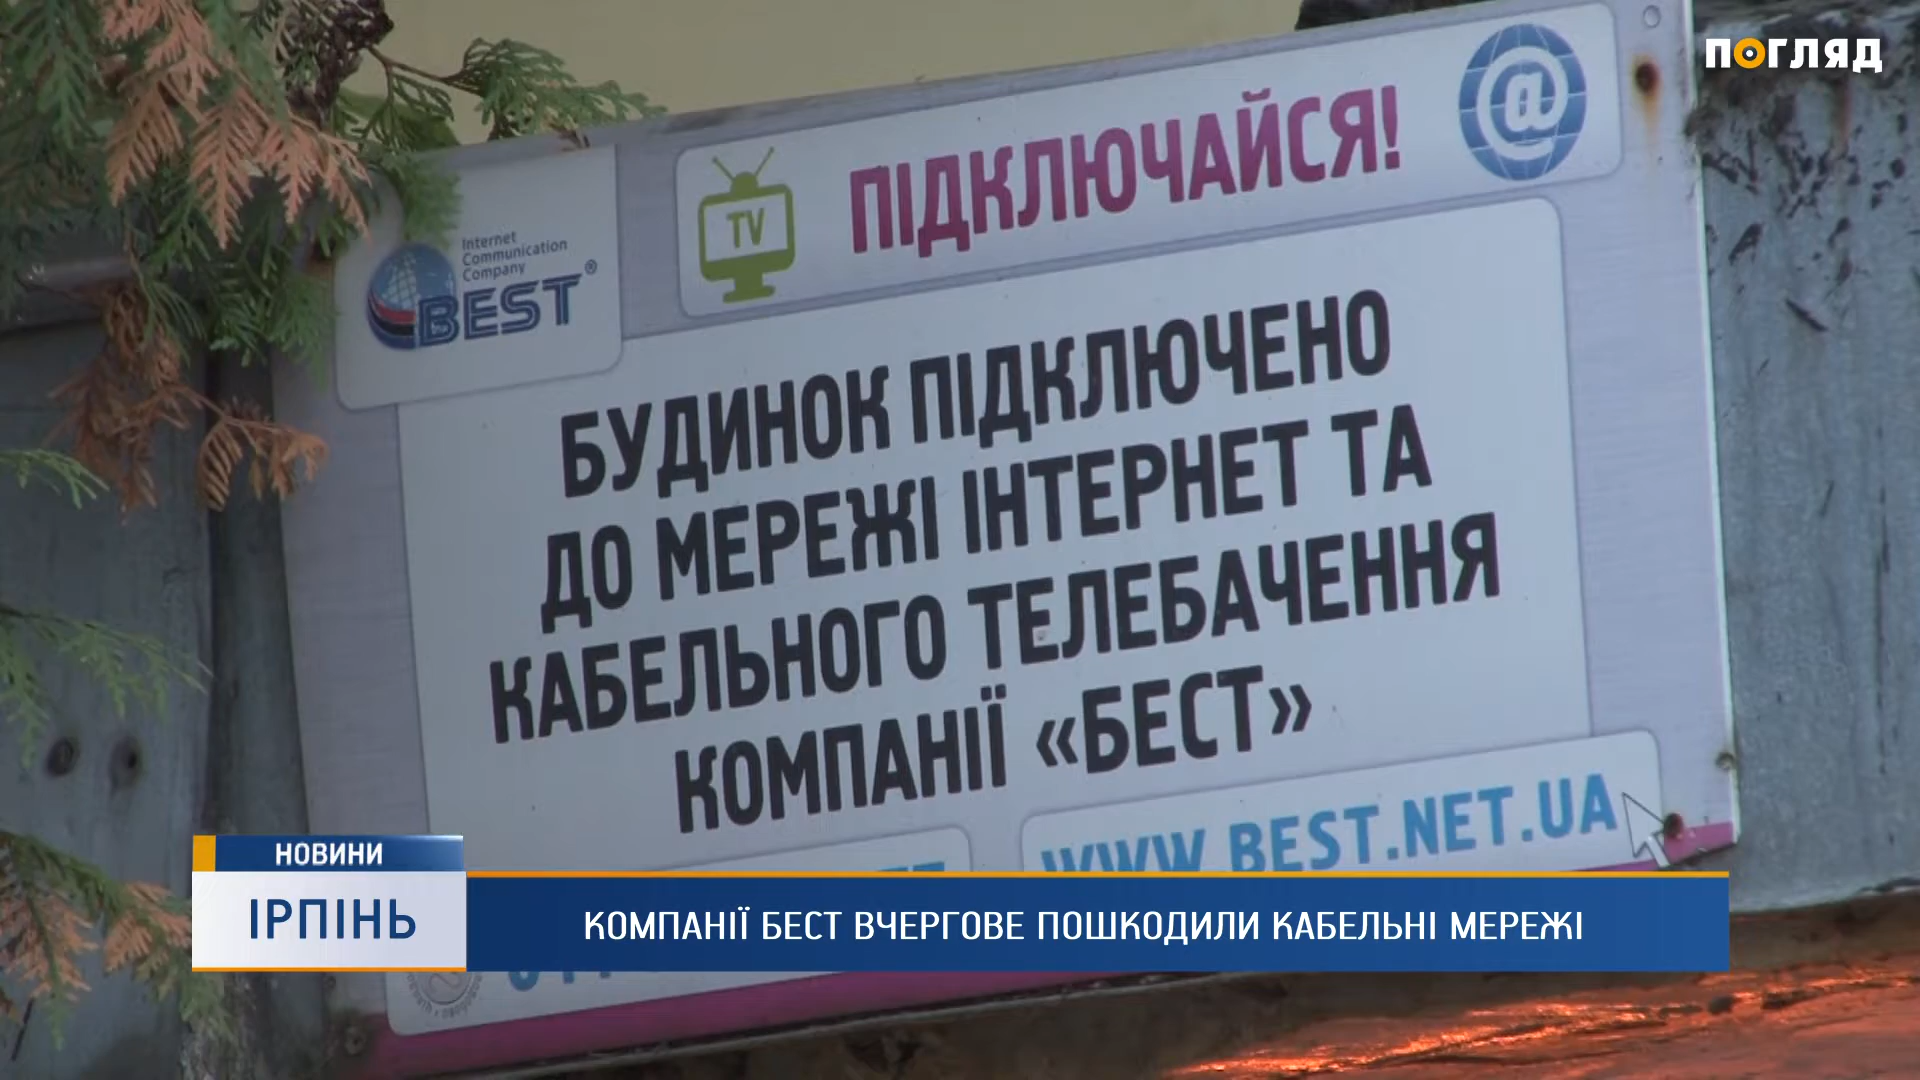 ПОГЛЯД
ПІДКЛЮЧАЙСЯ!
@
TV
Internet
Communication
Company
BEST®
БУДИНОК ПІДКЛЮЧЕНО
ДО МЕРЕЖІ ІНТЕРНЕТ ТА
КАБЕЛЬНОГО ТЕЛЕБАЧЕННЯ
КОМПАНІЇ «БЕСТ»
WWW.BEST.NET.UA
НОВИНИ
ІРПІНЬ
КОМПАНІЇ БЕСТ ВЧЕРГОВЕ ПОШКОДИЛИ КАБЕЛЬНІ МЕРЕЖІ